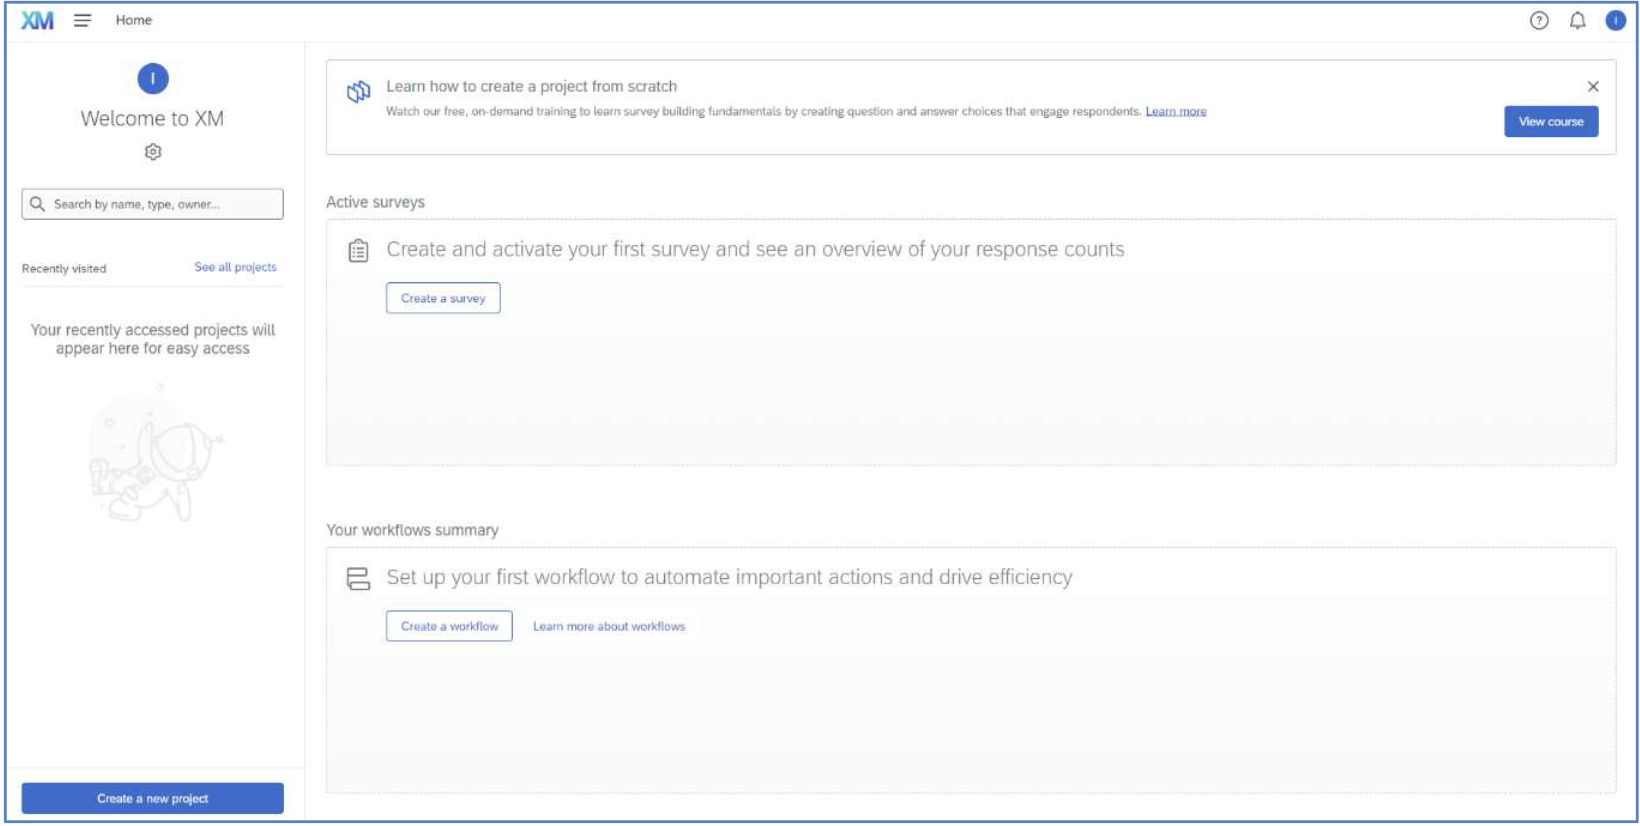 XM Home
I
I
Welcome to XM
Search by name, type, owner...
Recently visited See all projects
Your recently accessed projects will
appear here for easy access
Create a new project
Learn how to create a project from scratch
Watch our free, on-demand training to learn survey building fundamentals by creating question and answer choices that engage respondents. Learn more
View course
Active surveys
Create and activate your first survey and see an overview of your response counts
Create a survey
Your workflows summary
Set up your first workflow to automate important actions and drive efficiency
Create a workflow Learn more about workflows